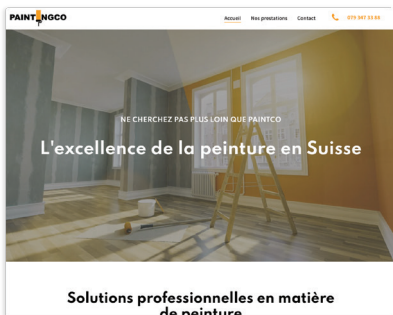 PAINTINGCO
Accueil Nos prestations Contact
NE CHERCHEZ PAS PLUS LOIN QUE PAINTCO
L'excellence de la peinture en Suisse
Solutions professionnelles en matière
de peinture